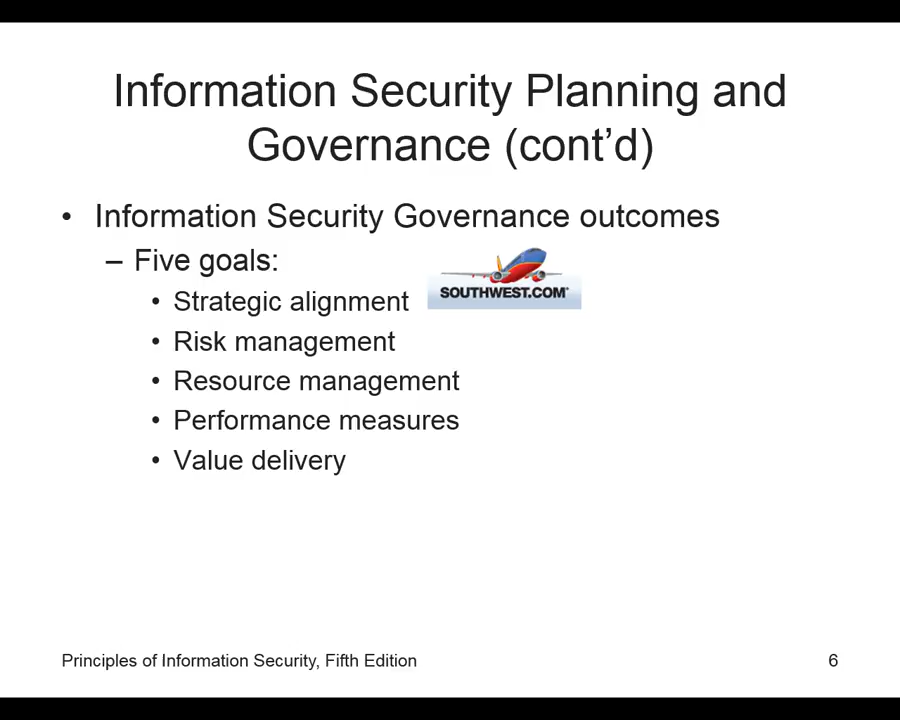 Information Security Planning and
Governance (cont’d)
• Information Security Governance outcomes
– Five goals:
• Strategic alignment
SOUTHWEST.COM®
• Risk management
• Resource management
• Performance measures
• Value delivery
Principles of Information Security, Fifth Edition
6